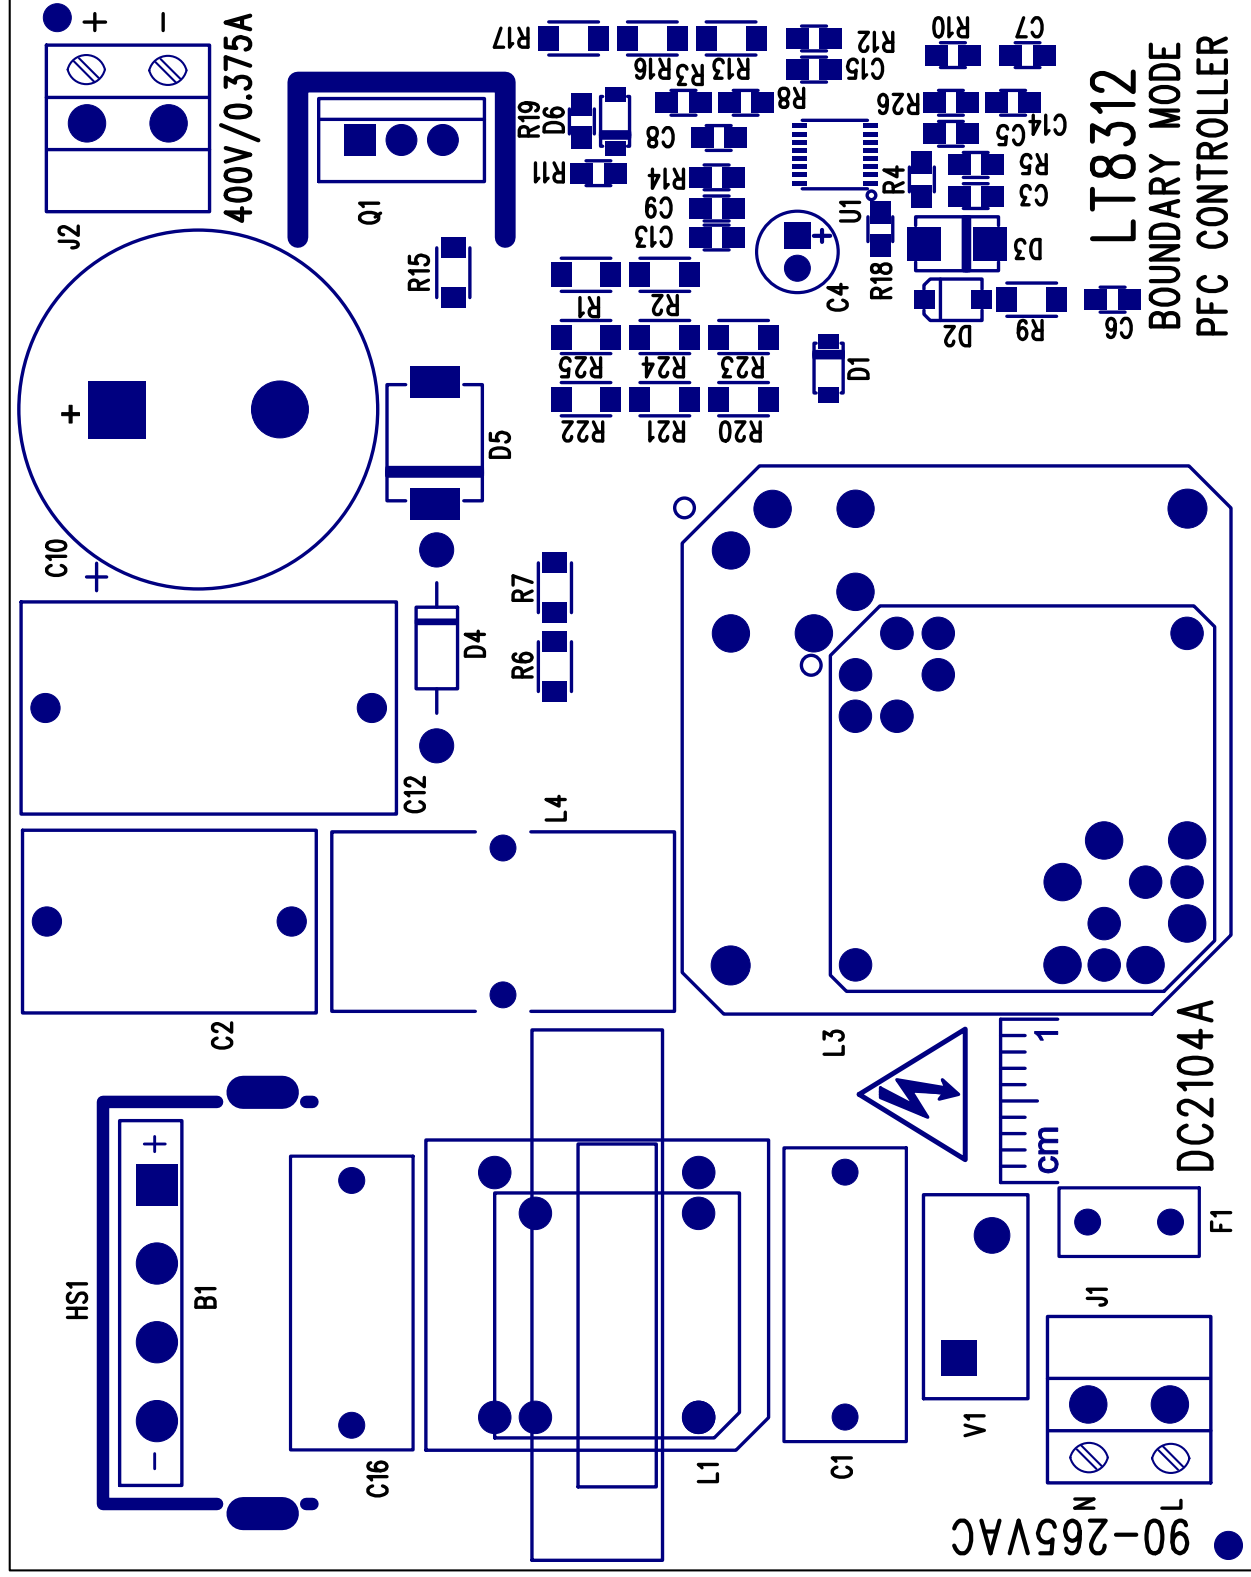 + −
400V/0.375A
J2
Q1
R17
R16
R13
R3
R12
C15
R10
C7
R19
D6
R8
R26
C14
C5
C8
R11
R14
C9
C13
U1
R4
R5
C3
R18
D3
C4
D2
R9
C6
LT8312
BOUNDARY MODE
PFC CONTROLLER
R15
R1
R2
R25
R24
R23
D1
R22
R21
R20
+
D5
C10
+
R7
D4
R6
C12
L4
C2
L3
1
cm
DC2104A
+
HS1
B1
−
C16
L1
C1
V1
F1
J1
N
L
90-265VAC